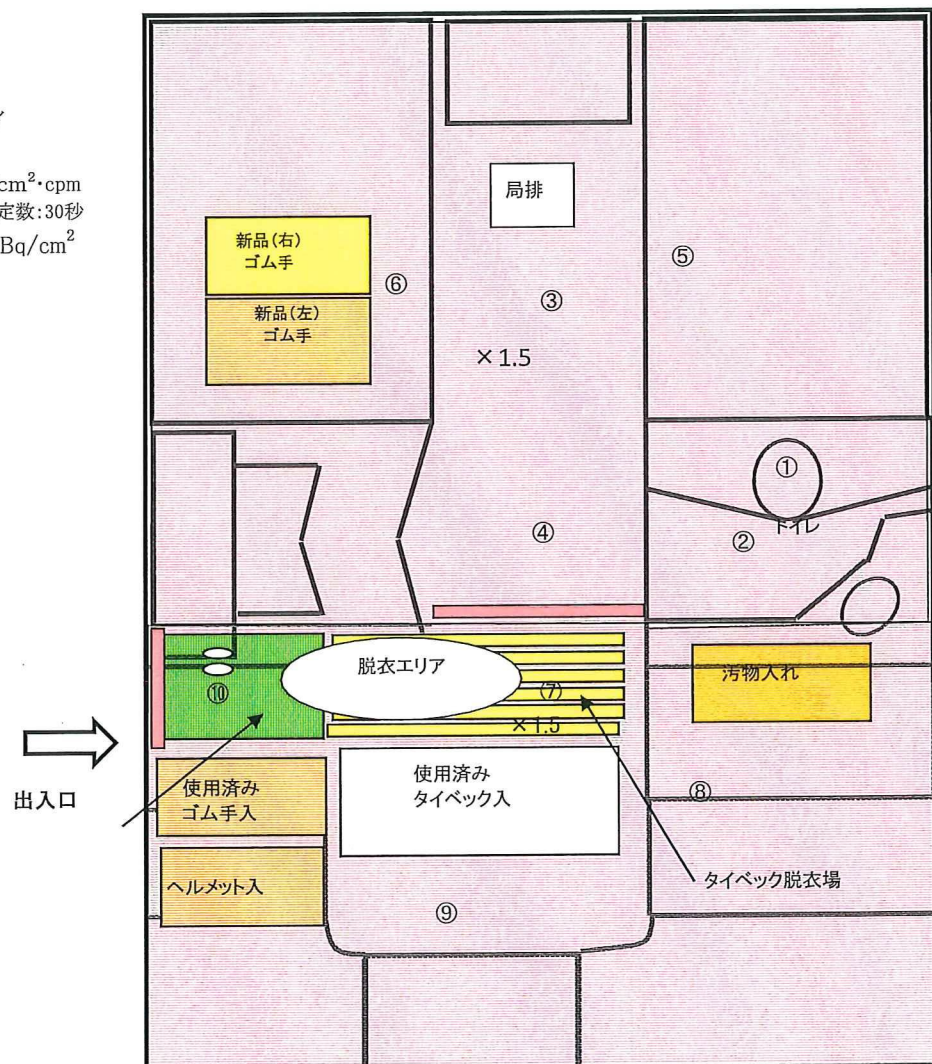 cm²・cpm
定数:30秒
Bq/cm²
局排
新品(右)
ゴム手
⑥
⑤
新品(左)
ゴム手
③
×1.5
①
トイレ
④
②
脱衣エリア
汚物入れ
⑩
⑦
×1.5
使用済み
タイベック入
出入口
使用済み
ゴム手入
⑧
ヘルメット入
タイベック脱衣場
⑨